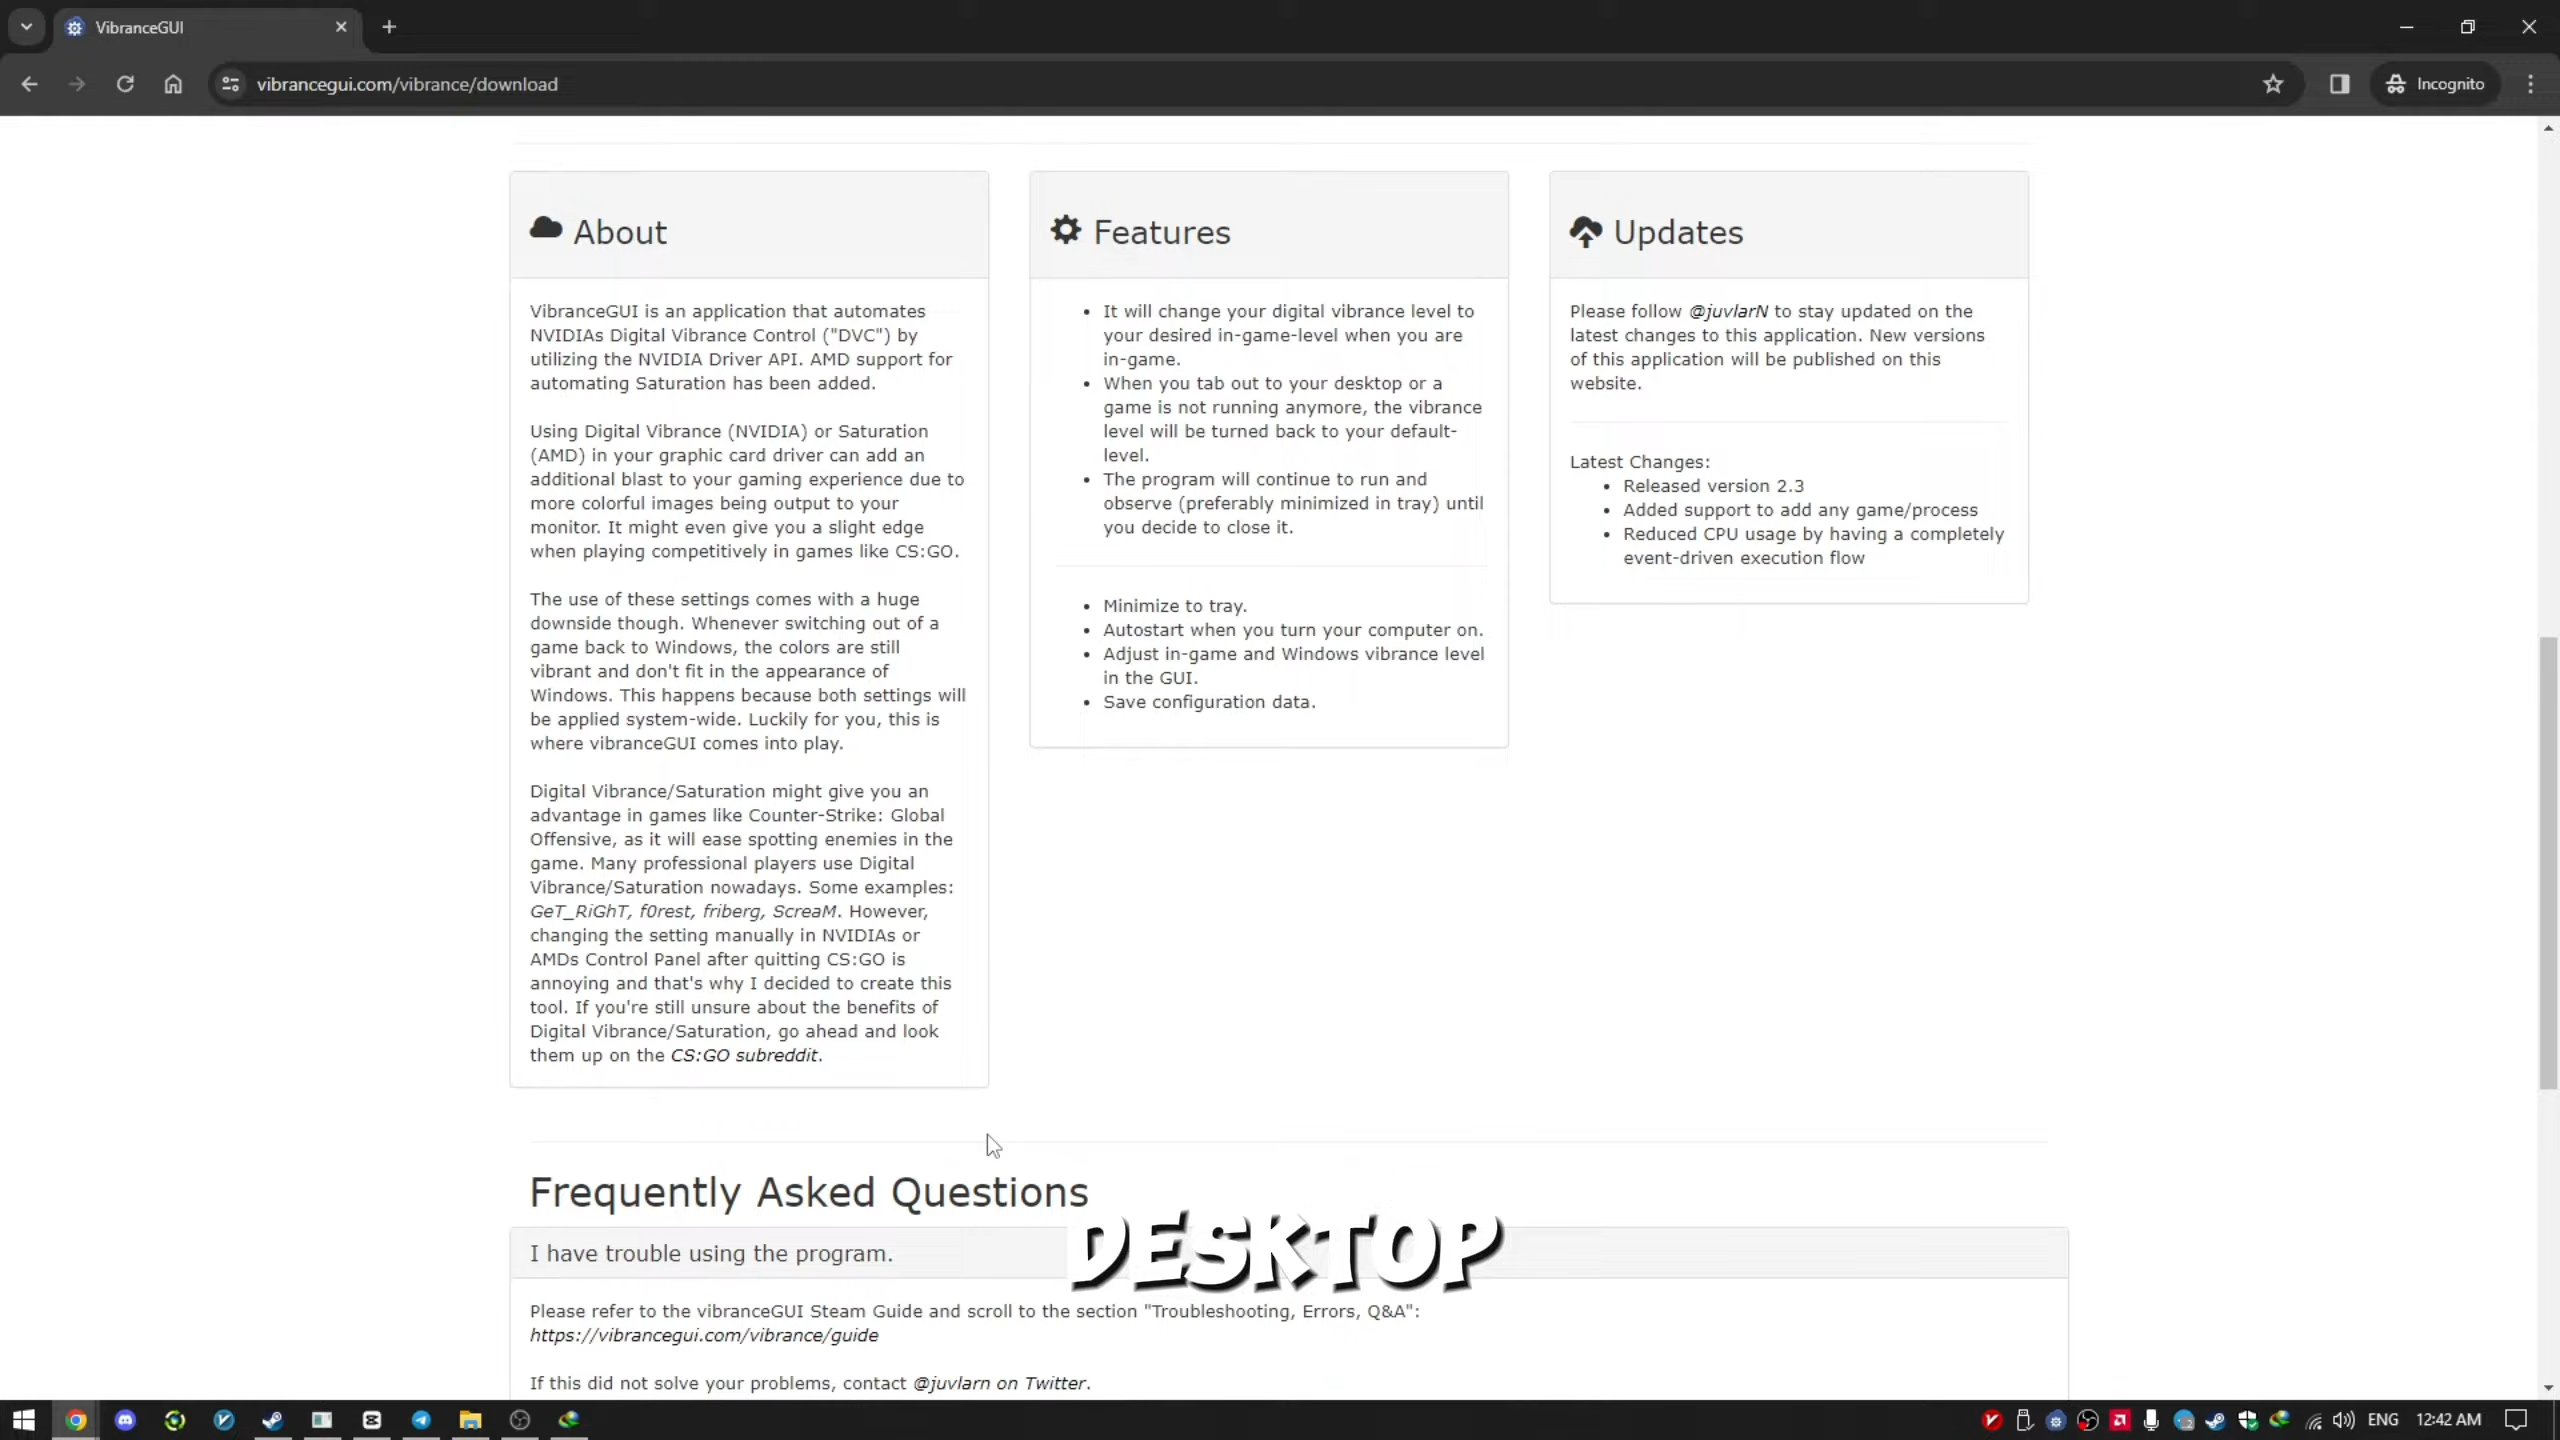 VibranceGUI
vibrancegui.com/vibrance/download
Incognito
About
VibranceGUI is an application that automates
NVIDIAs Digital Vibrance Control ("DVC") by
utilizing the NVIDIA Driver API. AMD support for
automating Saturation has been added.
Using Digital Vibrance (NVIDIA) or Saturation
(AMD) in your graphic card driver can add an
additional blast to your gaming experience due to
more colorful images being output to your
monitor. It might even give you a slight edge
when playing competitively in games like CS:GO.
The use of these settings comes with a huge
downside though. Whenever switching out of a
game back to Windows, the colors are still
vibrant and don't fit in the appearance of
Windows. This happens because both settings will
be applied system-wide. Luckily for you, this is
where vibranceGUI comes into play.
Digital Vibrance/Saturation might give you an
advantage in games like Counter-Strike: Global
Offensive, as it will ease spotting enemies in the
game. Many professional players use Digital
Vibrance/Saturation nowadays. Some examples:
GeT_RiGhT, f0rest, friberg, ScreaM. However,
changing the setting manually in NVIDIAs or
AMDs Control Panel after quitting CS:GO is
annoying and that's why I decided to create this
tool. If you're still unsure about the benefits of
Digital Vibrance/Saturation, go ahead and look
them up on the CS:GO subreddit.
Features
• It will change your digital vibrance level to
your desired in-game-level when you are
in-game.
• When you tab out to your desktop or a
game is not running anymore, the vibrance
level will be turned back to your default-
level.
• The program will continue to run and
observe (preferably minimized in tray) until
you decide to close it.
• Minimize to tray.
• Autostart when you turn your computer on.
• Adjust in-game and Windows vibrance level
in the GUI.
• Save configuration data.
Updates
Please follow @juvlarN to stay updated on the
latest changes to this application. New versions
of this application will be published on this
website.
Latest Changes:
• Released version 2.3
• Added support to add any game/process
• Reduced CPU usage by having a completely
event-driven execution flow
Frequently Asked Questions
DESKTOP
I have trouble using the program.
Please refer to the vibranceGUI Steam Guide and scroll to the section "Troubleshooting, Errors, Q&A":
https://vibrancegui.com/vibrance/guide
If this did not solve your problems, contact @juvlarn on Twitter.
ENG
12:42 AM